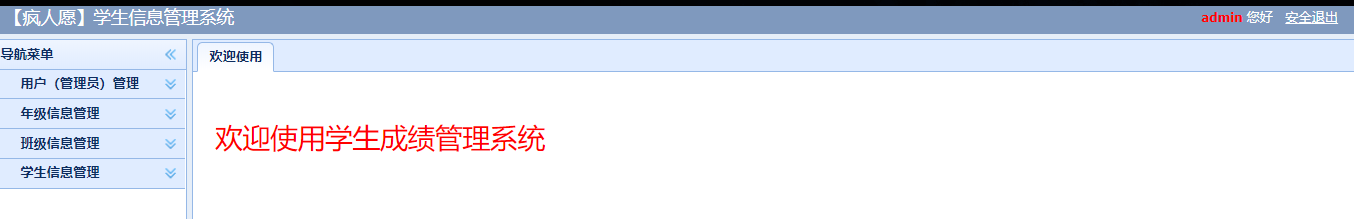 【疯人愿】学生信息管理系统
admin 您好 安全退出
导航菜单
欢迎使用
用户（管理员）管理
年级信息管理
班级信息管理
学生信息管理
欢迎使用学生成绩管理系统